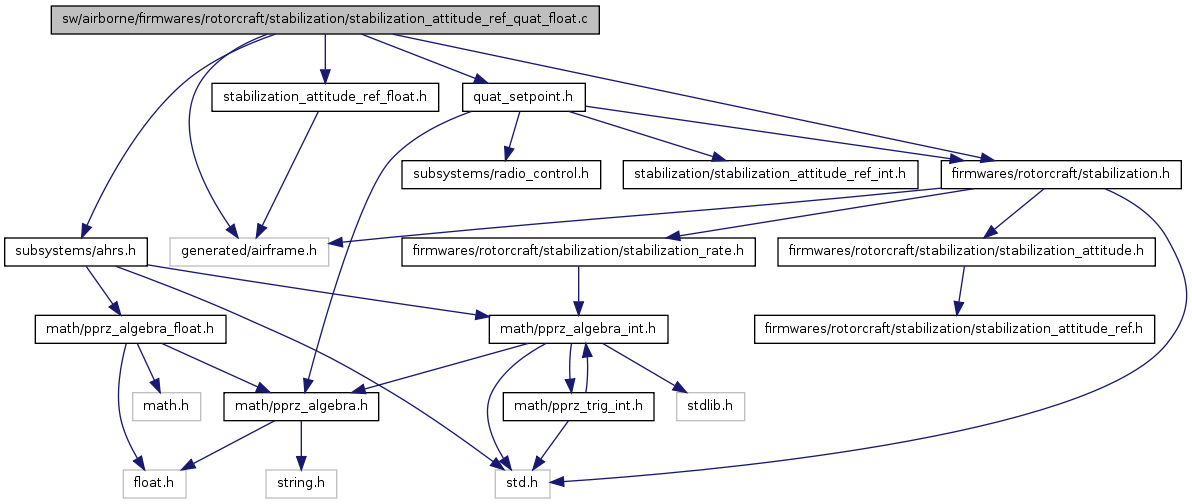 sw/airborne/firmwares/rotorcraft/stabilization/stabilization_attitude_ref_quat_float.c
stabilization_attitude_ref_float.h
quat_setpoint.h
subsystems/radio_control.h
stabilization/stabilization_attitude_ref_int.h
firmwares/rotorcraft/stabilization.h
subsystems/ahrs.h
generated/airframe.h
firmwares/rotorcraft/stabilization/stabilization_rate.h
firmwares/rotorcraft/stabilization/stabilization_attitude.h
math/pprz_algebra_float.h
math/pprz_algebra_int.h
firmwares/rotorcraft/stabilization/stabilization_attitude_ref.h
math.h
math/pprz_algebra.h
math/pprz_trig_int.h
stdlib.h
float.h
string.h
std.h